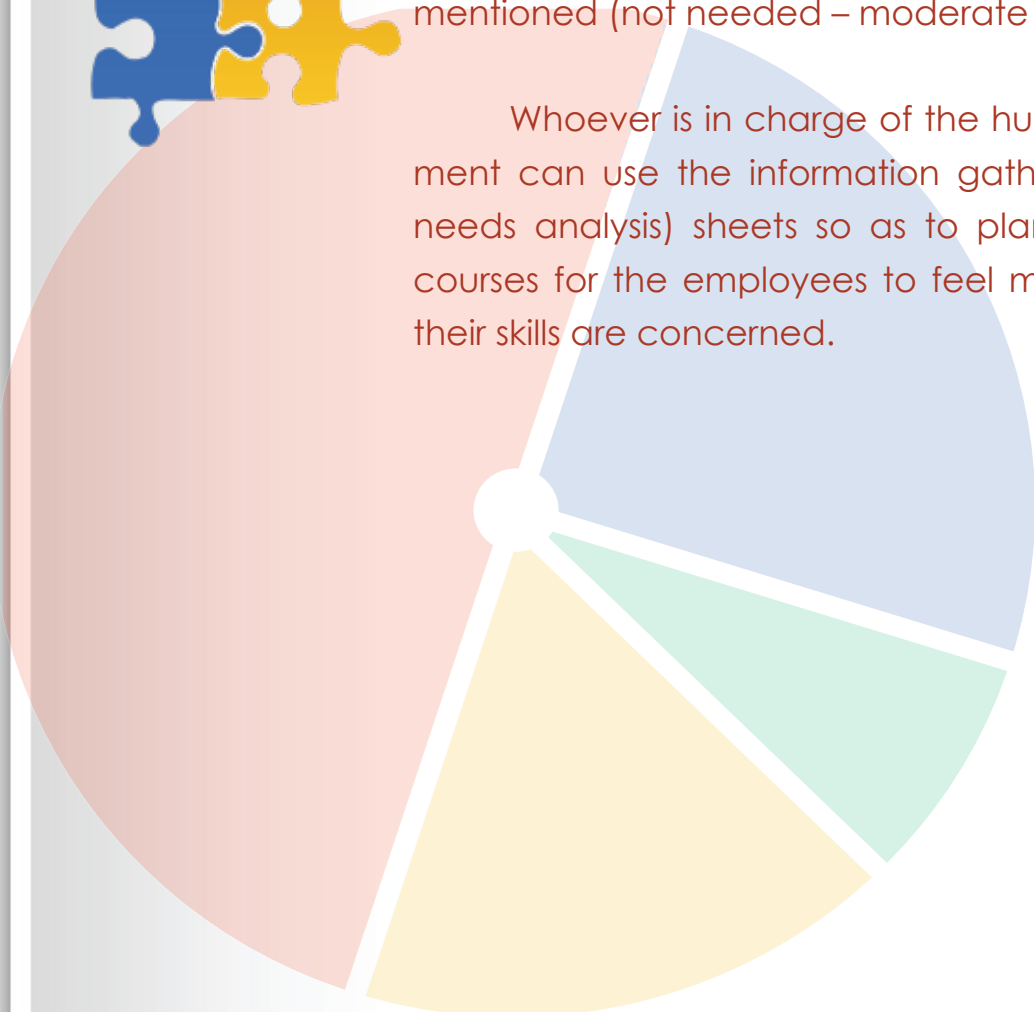 mentioned (not needed – moderate
Whoever is in charge of the hu
ment can use the information gath
needs analysis) sheets so as to plan
courses for the employees to feel m
their skills are concerned.